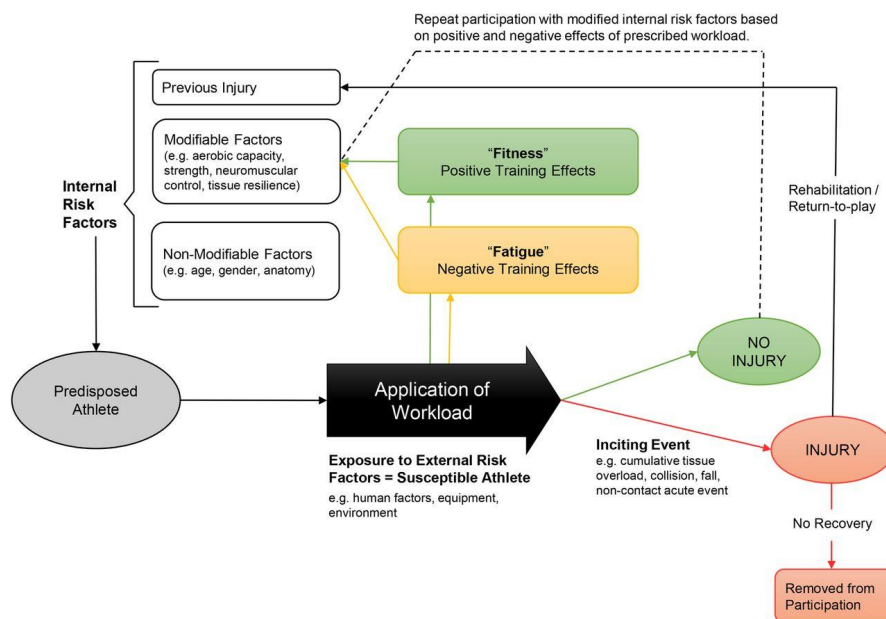 Repeat participation with modified internal risk factors based
on positive and negative effects of prescribed workload.
Previous Injury
Modifiable Factors
(e.g. aerobic capacity,
strength, neuromuscular
control, tissue resilience)
Internal
Risk
Factors
Non-Modifiable Factors
(e.g. age, gender, anatomy)
"Fitness"
Positive Training Effects
"Fatigue"
Negative Training Effects
Rehabilitation /
Return-to-play
Predisposed
Athlete
Application of
Workload
NO
INJURY
Exposure to External Risk
Factors = Susceptible Athlete
e.g. human factors, equipment,
environment
Inciting Event
e.g. cumulative tissue
overload, collision, fall,
non-contact acute event
INJURY
No Recovery
Removed from
Participation